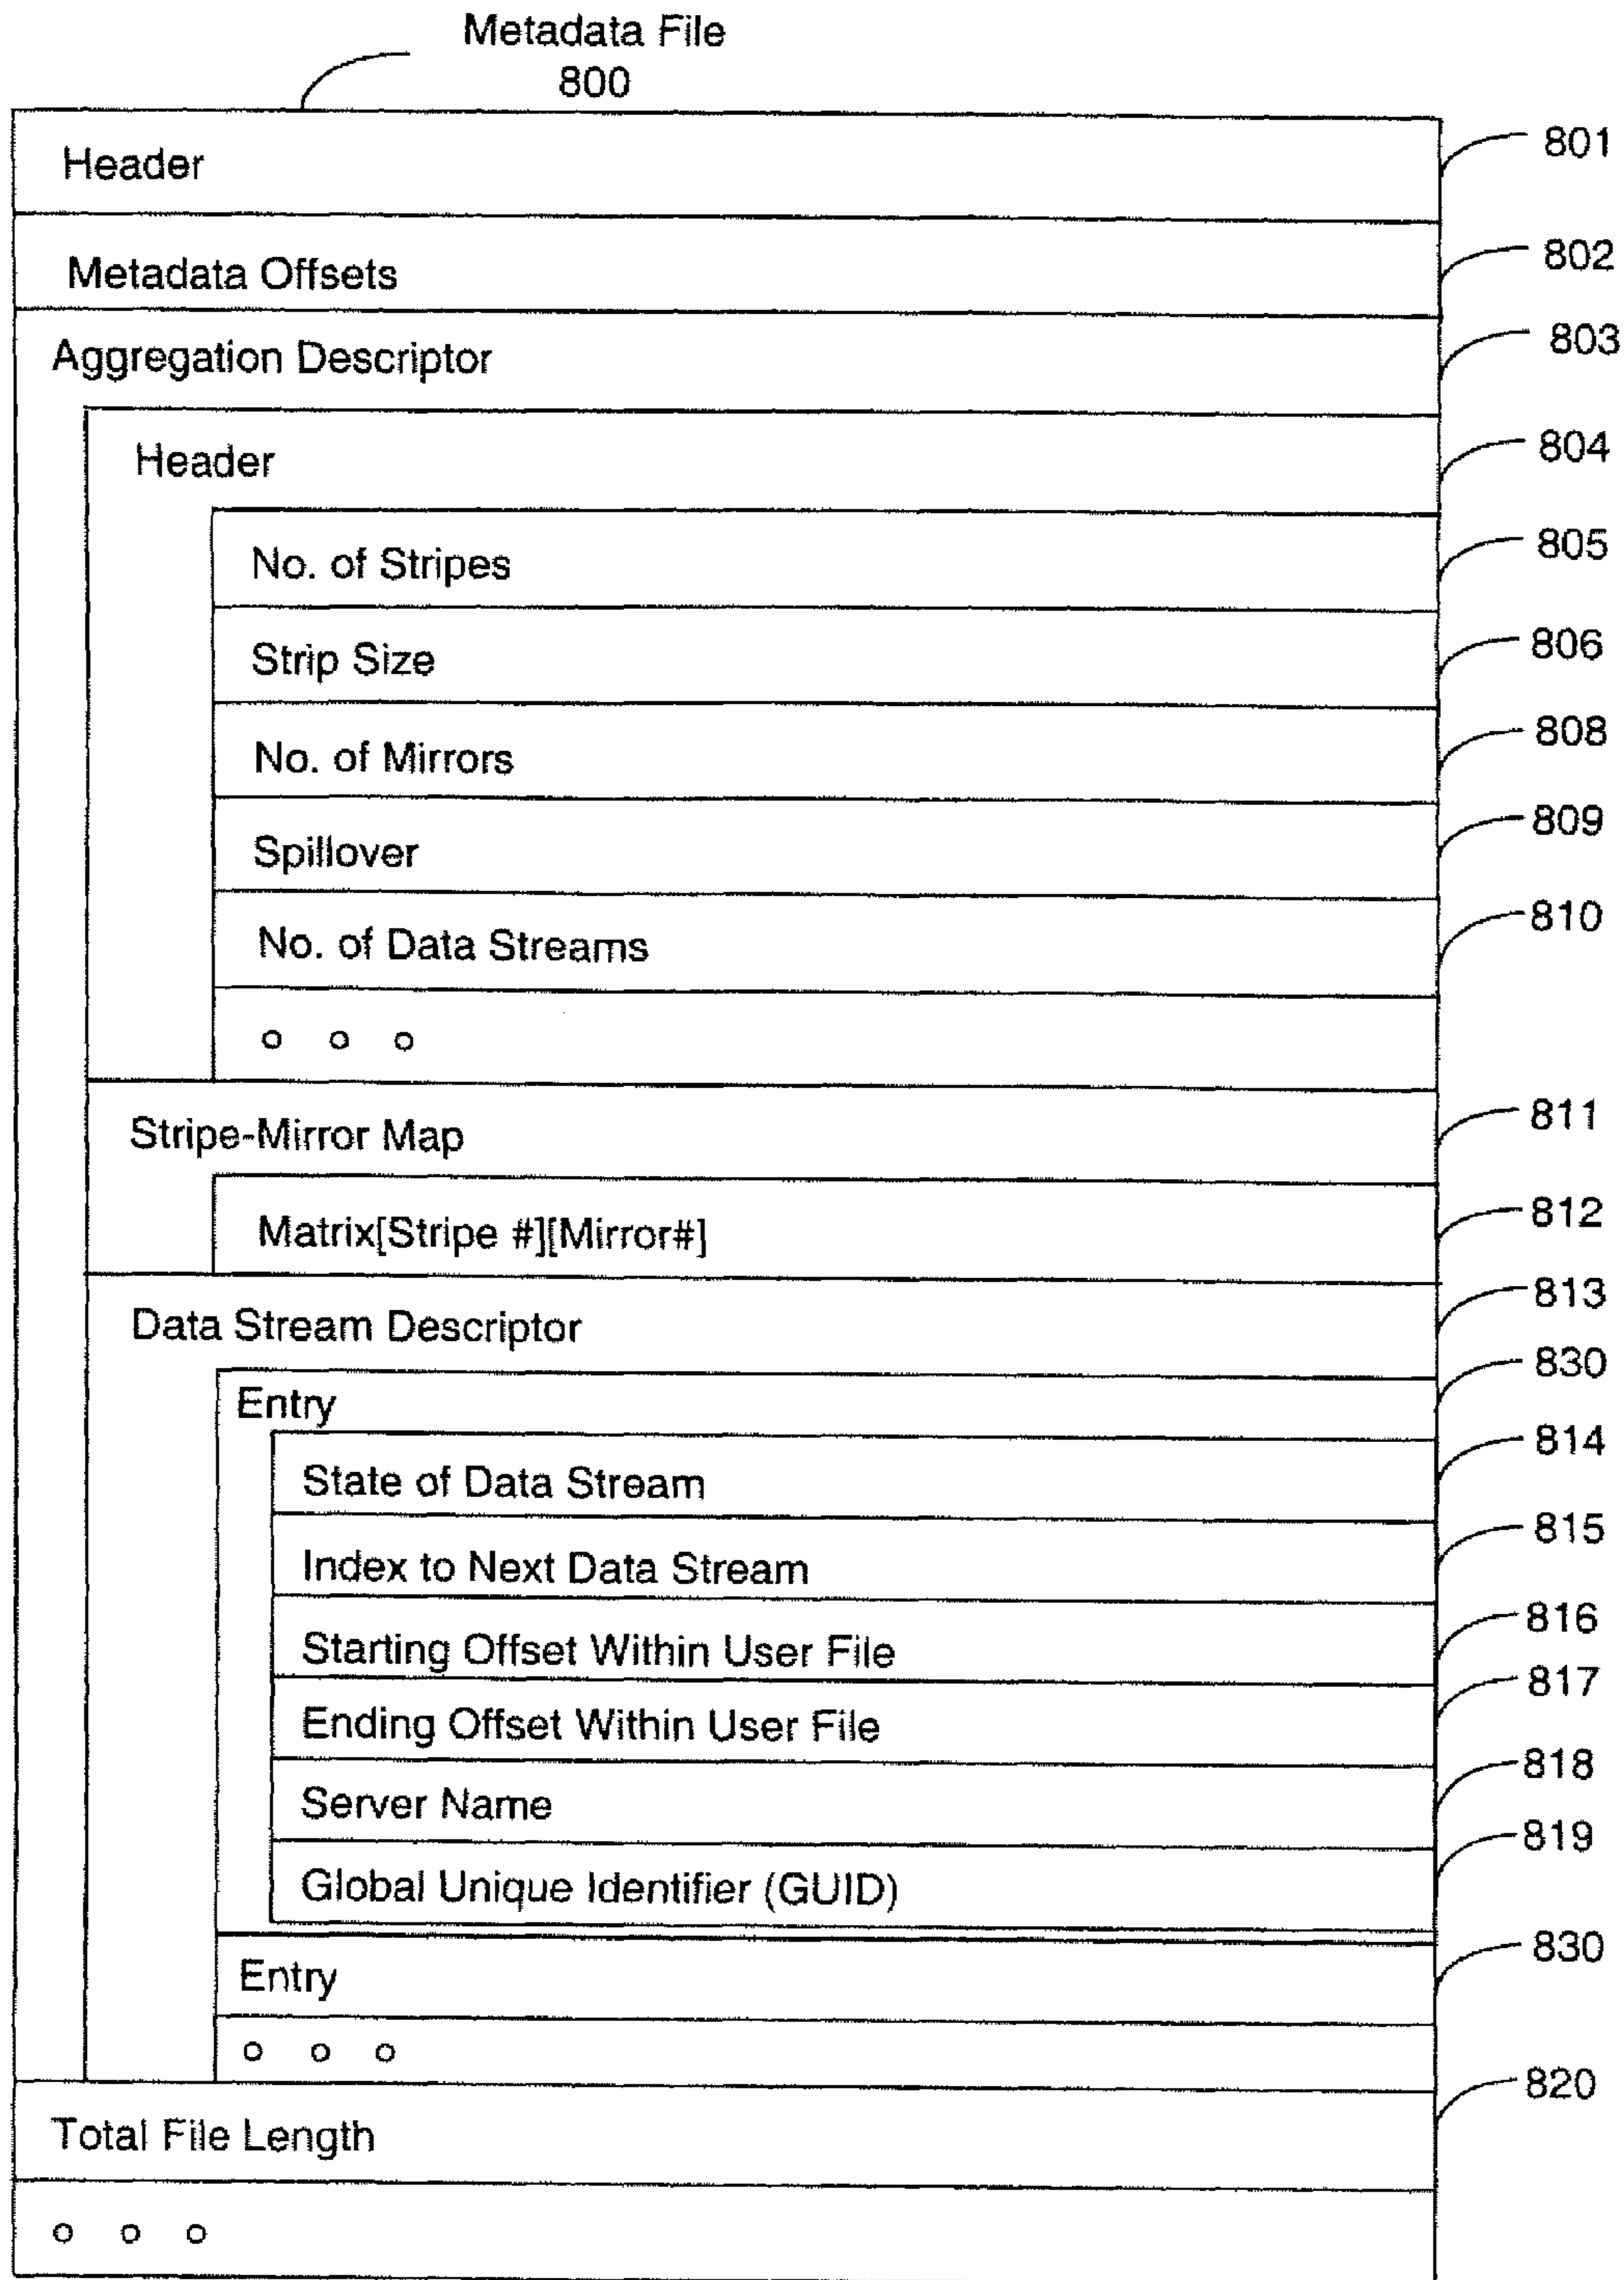 Metadata File
800
Header 801
Metadata Offsets 802
Aggregation Descriptor 803
Header 804
No. of Stripes 805
Strip Size 806
No. of Mirrors 808
Spillover 809
No. of Data Streams 810
o o o
Stripe-Mirror Map 811
Matrix[Stripe #][Mirror#] 812
Data Stream Descriptor 813
Entry 830
State of Data Stream 814
Index to Next Data Stream 815
Starting Offset Within User File 816
Ending Offset Within User File 817
Server Name 818
Global Unique Identifier (GUID) 819
Entry 830
o o o
Total File Length 820
o o o